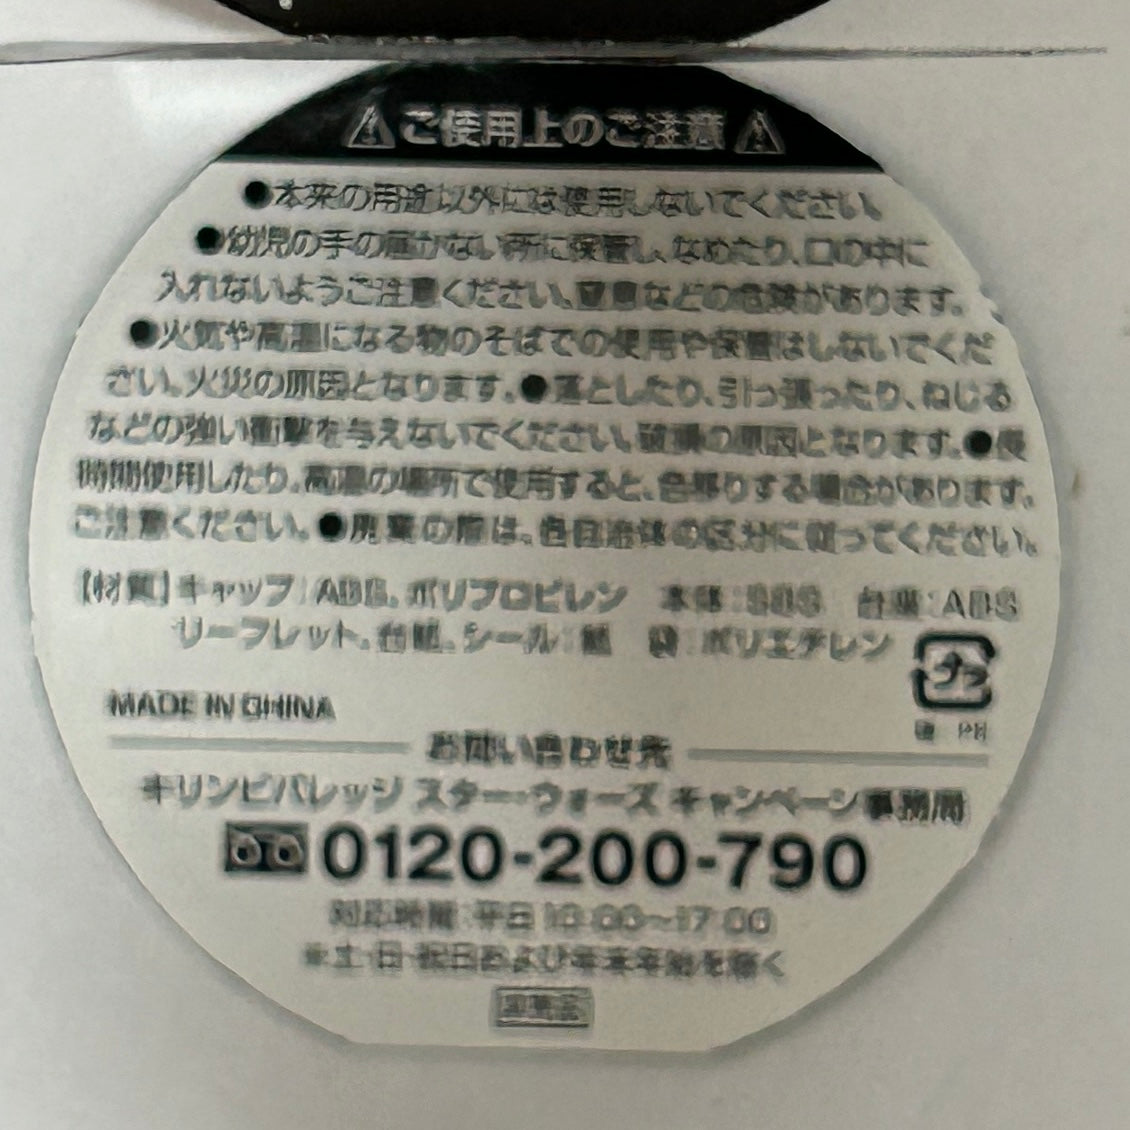 ご使用上のご注意
●本来の用途以外には使用しないでください。
●幼児の手の届かない所に保管し、なめたり、口の中に
入れないようご注意ください。窒息などの危険があります。
●火気や高温になる物のそばでの使用や保管はしないでくだ
さい。火災の原因となります。●落としたり、引っ張ったり、ねじる
などの強い衝撃を与えないでください。破損の原因となります。●長
時間使用したり、高温の場所で使用すると、色移りする場合があります。
ご注意ください。●廃棄の際は、各自治体の区分に従ってください。
【材質】キャップ:ABS、ポリプロピレン 本体:SBS 台座:ABS
リーフレット、台紙、シール:紙 袋:ポリエチレン
プラ
袋 PE
MADE IN CHINA
お問い合わせ先
キリンビバレッジ スター・ウォーズ キャンペーン事務局
0120-200-790
対応時間:平日10:00〜17:00
※土・日・祝日および年末年始を除く
非売品